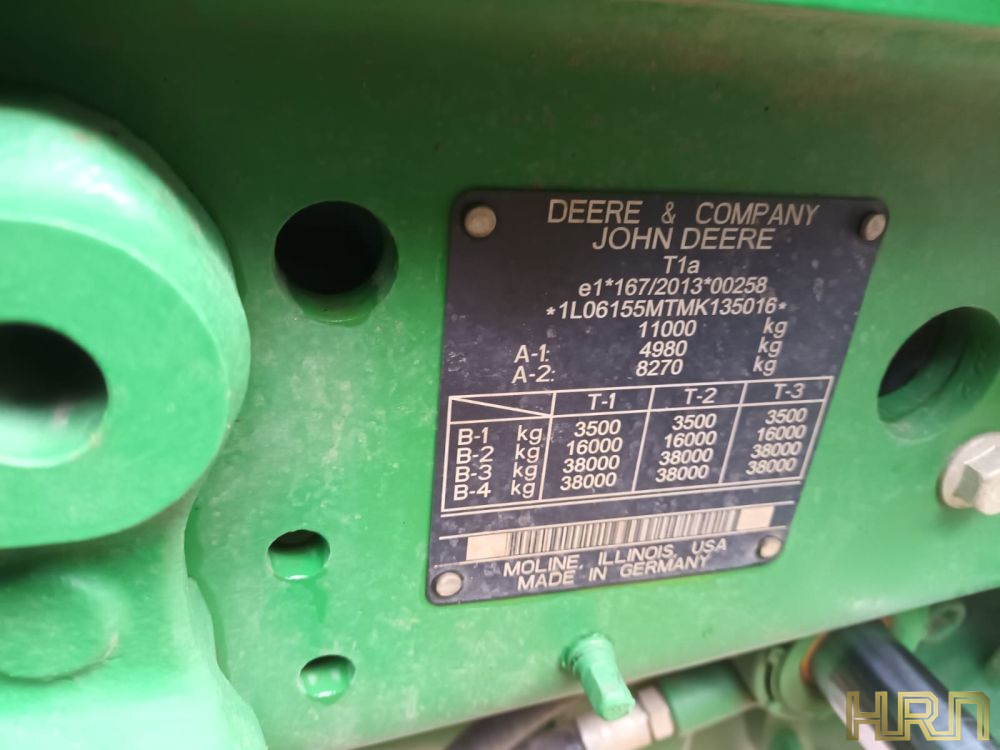 DEERE & COMPANY
JOHN DEERE
T1a
e1*167/2013*00258
*1L06155MTMK135016*
11000 kg
A-1: 4980 kg
A-2: 8270 kg
T-1 T-2 T-3
B-1 kg 3500 3500 3500
B-2 kg 16000 16000 16000
B-3 kg 38000 38000 38000
B-4 kg 38000 38000 38000
MOLINE, ILLINOIS, USA
MADE IN GERMANY
HRN